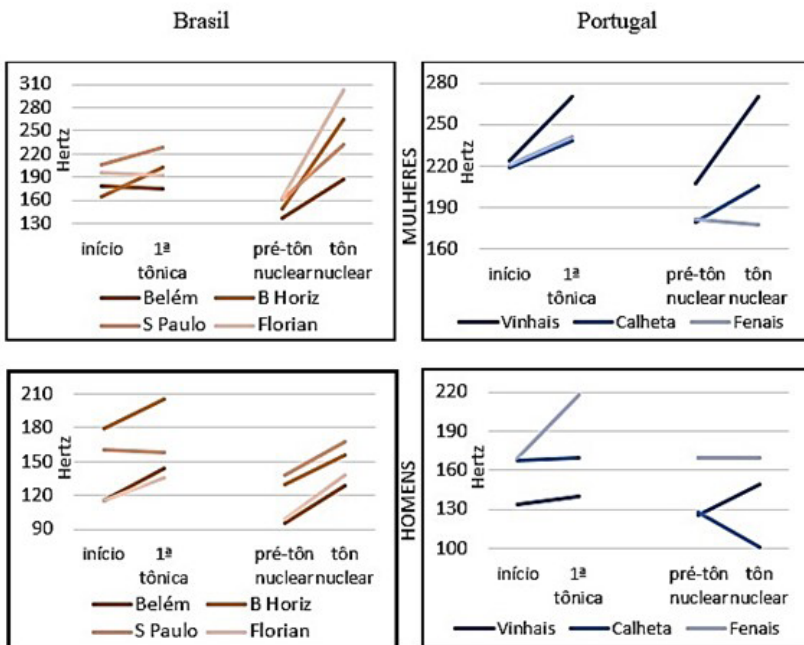 Brasil
Portugal
310
280
250
220
190
160
130
Hertz
início
1ª tônica
pré-tôn nuclear
tôn nuclear
Belém
B Horiz
S Paulo
Florian
MULHERES
280
250
220
190
160
Hertz
início
1ª tônica
pré-tôn nuclear
tôn nuclear
Vinhais
Calheta
Fenais
210
180
150
120
90
Hertz
início
1ª tônica
pré-tôn nuclear
tôn nuclear
Belém
B Horiz
S Paulo
Florian
HOMENS
220
190
160
130
100
Hertz
início
1ª tônica
pré-tôn nuclear
tôn nuclear
Vinhais
Calheta
Fenais